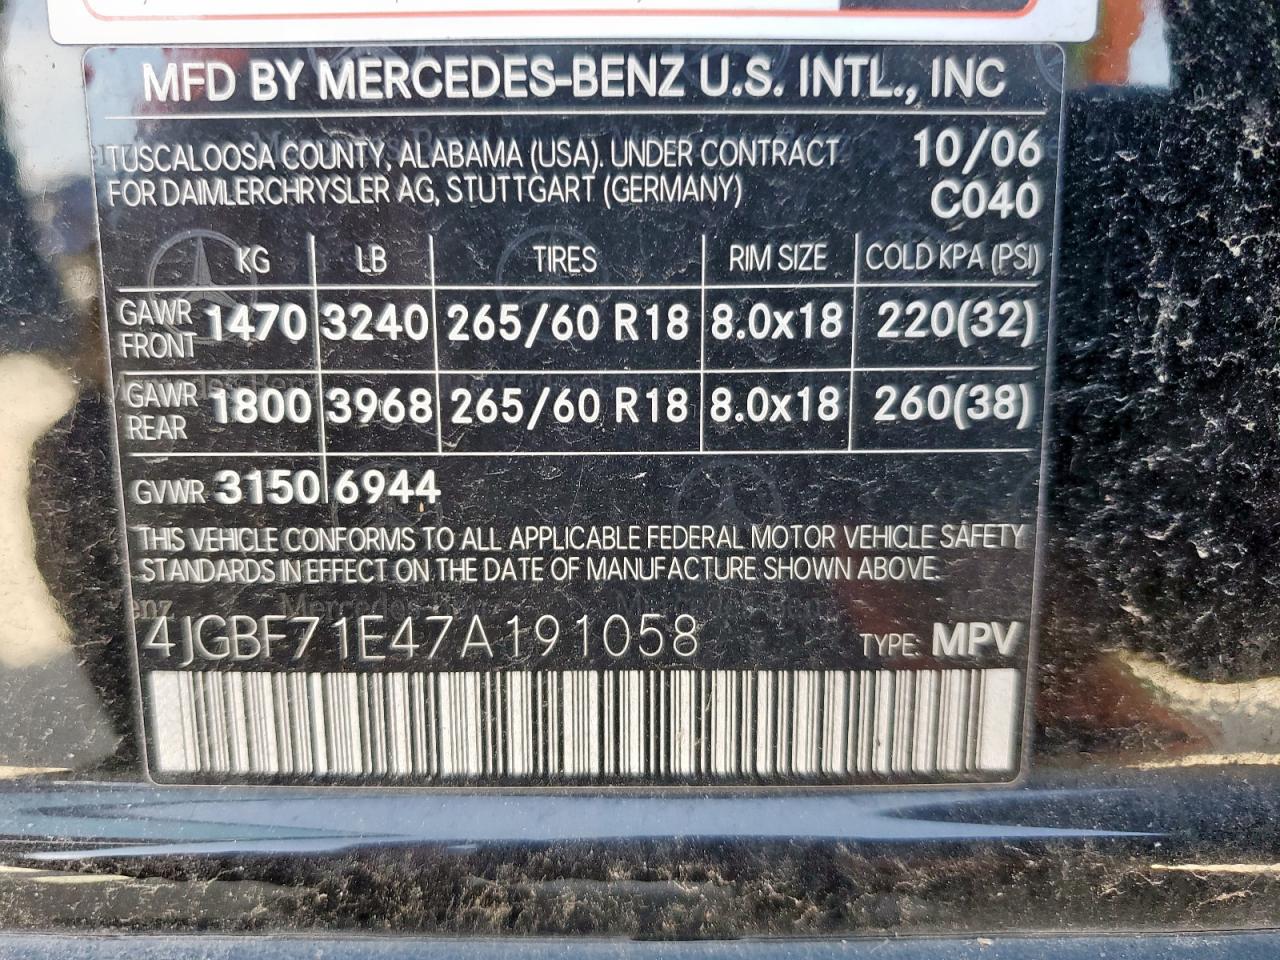 MFD BY MERCEDES-BENZ U.S. INTL., INC
TUSCALOOSA COUNTY, ALABAMA (USA). UNDER CONTRACT 10/06
FOR DAIMLERCHRYSLER AG, STUTTGART (GERMANY) C040
KG LB TIRES RIM SIZE COLD KPA (PSI)
GAWR FRONT 1470 3240 265/60 R18 8.0x18 220(32)
GAWR REAR 1800 3968 265/60 R18 8.0x18 260(38)
GVWR 3150 6944
THIS VEHICLE CONFORMS TO ALL APPLICABLE FEDERAL MOTOR VEHICLE SAFETY
STANDARDS IN EFFECT ON THE DATE OF MANUFACTURE SHOWN ABOVE.
4JGBF71E47A191058 TYPE: MPV